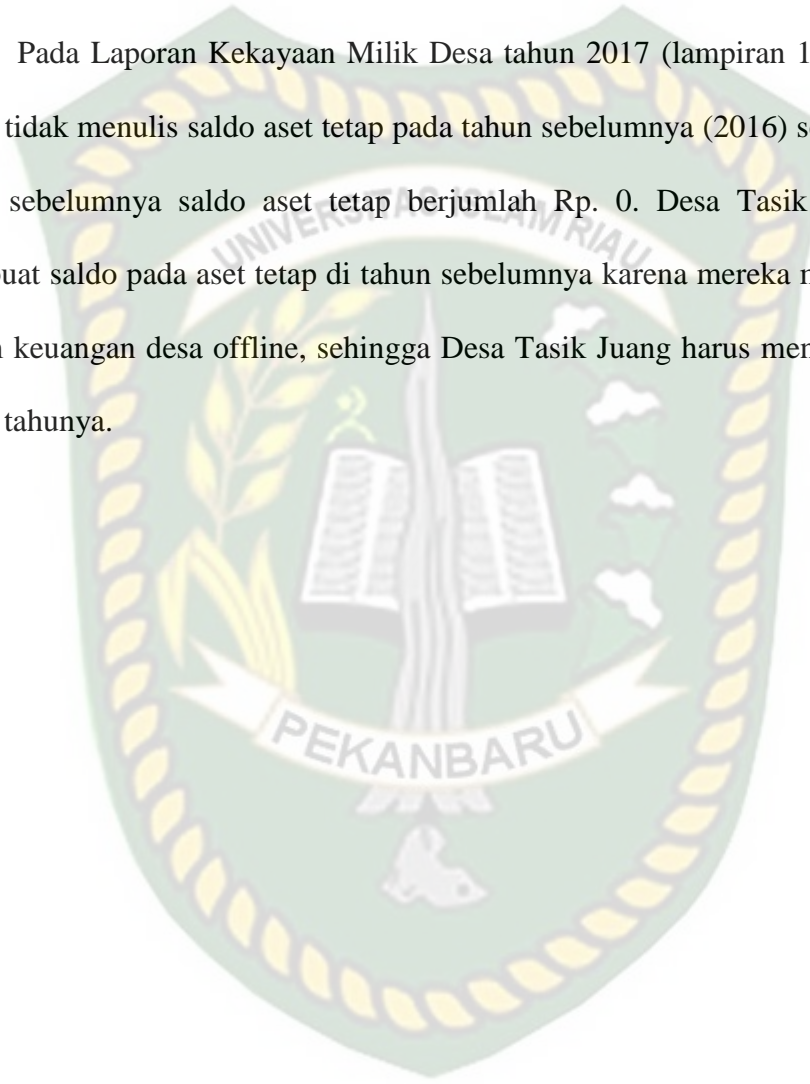 Pada Laporan Kekayaan Milik Desa tahun 2017 (lampiran 1
tidak menulis saldo aset tetap pada tahun sebelumnya (2016) s
sebelumnya saldo aset tetap berjumlah Rp. 0. Desa Tasik
buat saldo pada aset tetap di tahun sebelumnya karena mereka
keuangan desa offline, sehingga Desa Tasik Juang harus men
tahunya.
UNIVERSITAS ISLAM RIAU
PEKANBARU